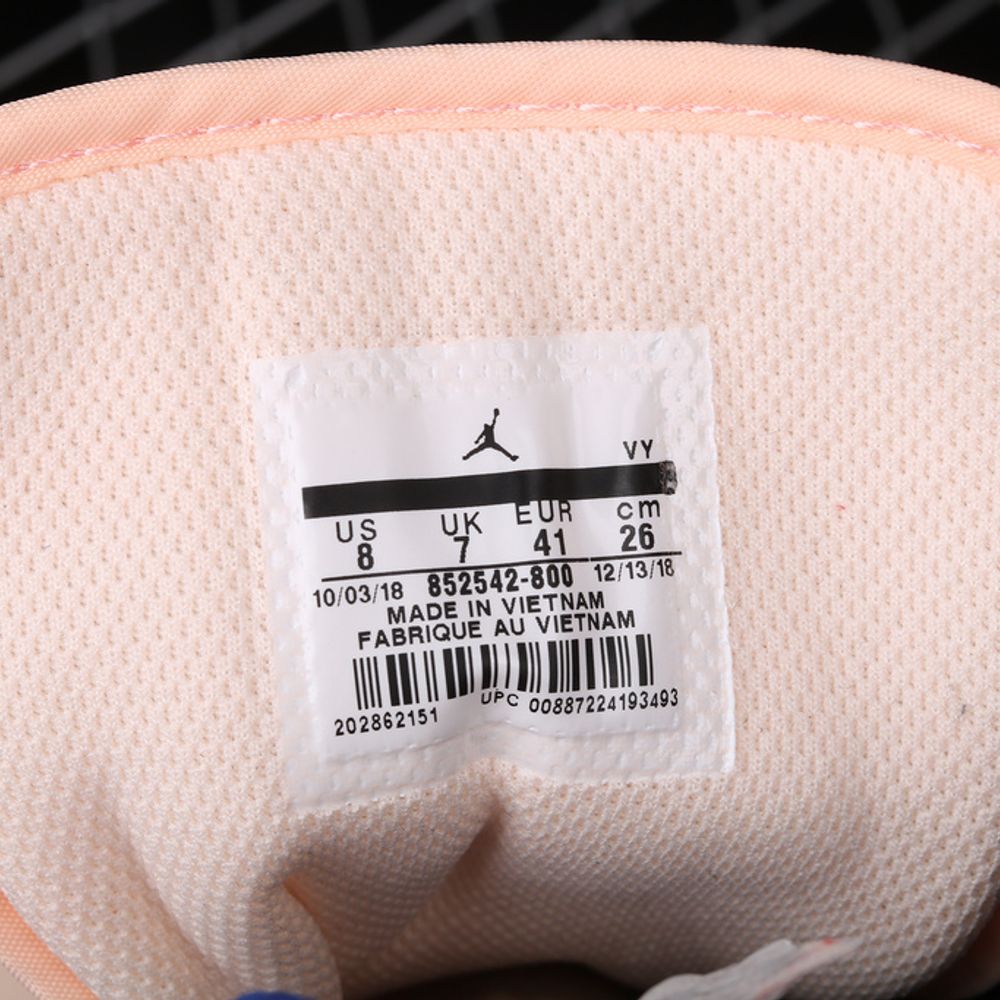 VY
US UK EUR cm
8 7 41 26
10/03/18 852542-800 12/13/18
MADE IN VIETNAM
FABRIQUE AU VIETNAM
202862151 UPC 00887224193493